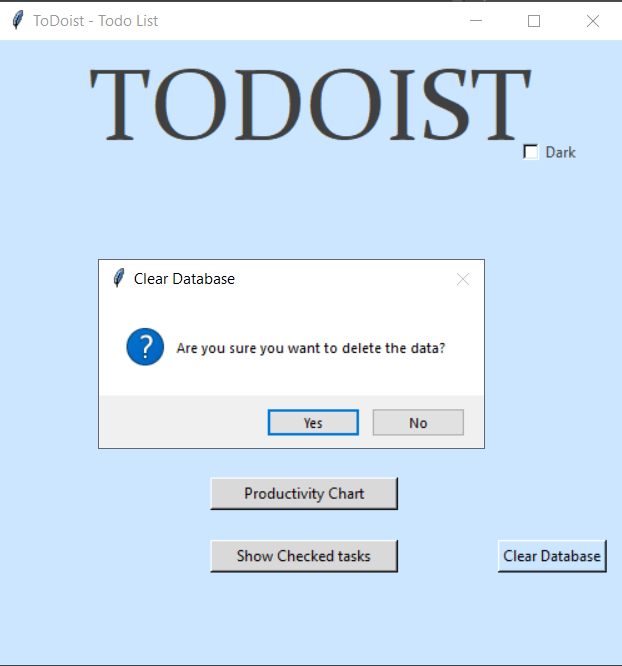 ToDoist - Todo List
TODOIST
Dark
Clear Database
Are you sure you want to delete the data?
Yes No
Productivity Chart
Show Checked tasks Clear Database